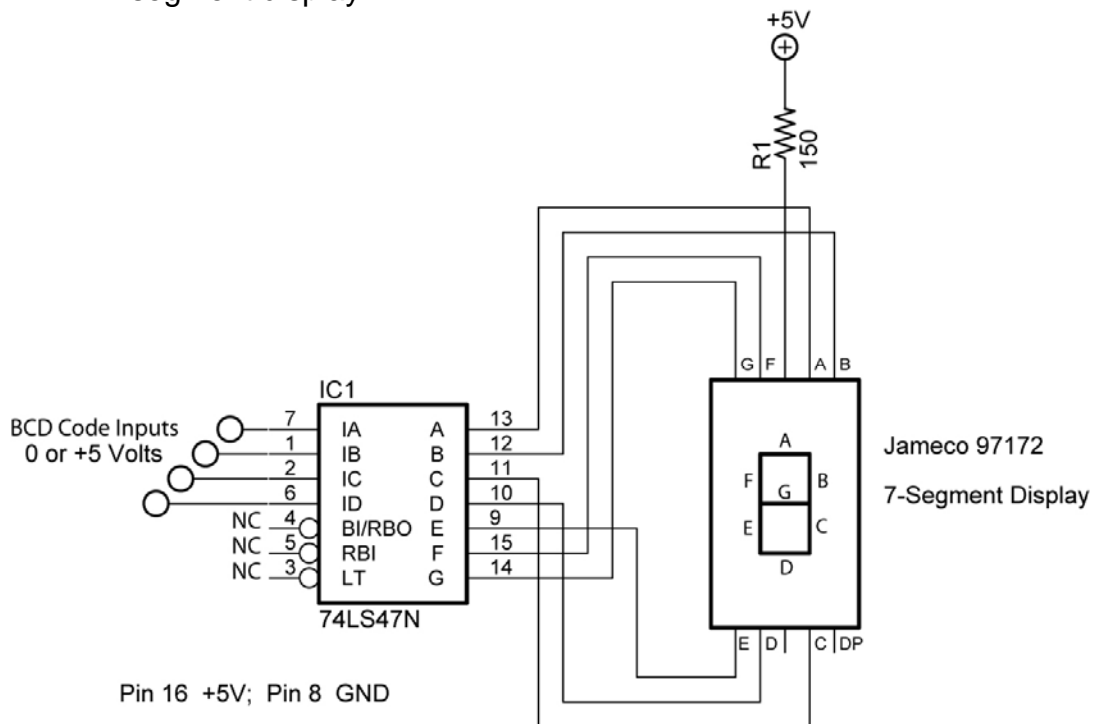 segment display
+5V
R1
150
G F A B
IC1
BCD Code Inputs
0 or +5 Volts
7 IA A 13
1 IB B 12
2 IC C 11
6 ID D 10
NC 4 BI/RBO E 9
NC 5 RBI F 15
NC 3 LT G 14
74LS47N
A
F B
G
E C
D
Jameco 97172
7-Segment Display
E D C DP
Pin 16 +5V; Pin 8 GND